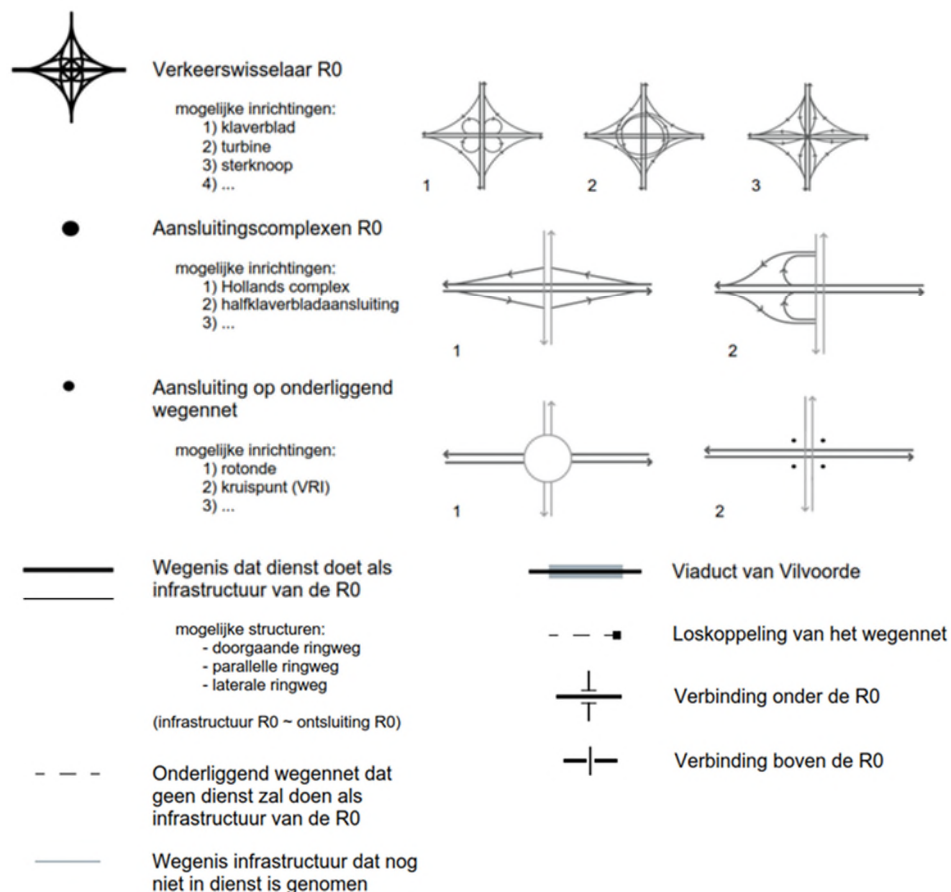 Verkeerswisselaar R0
mogelijke inrichtingen:
1) klaverblad
2) turbine
3) sterknoop
4) ...
1
2
3
Aansluitingscomplexen R0
mogelijke inrichtingen:
1) Hollands complex
2) halfklaverbladaansluiting
3) ...
1
2
Aansluiting op onderliggend
wegennet
mogelijke inrichtingen:
1) rotonde
2) kruispunt (VRI)
3) ...
1
2
Wegenis dat dienst doet als
infrastructuur van de R0
mogelijke structuren:
- doorgaande ringweg
- parallelle ringweg
- laterale ringweg
(infrastructuur R0 ~ ontsluiting R0)
Onderliggend wegennet dat
geen dienst zal doen als
infrastructuur van de R0
Wegenis infrastructuur dat nog
niet in dienst is genomen
Viaduct van Vilvoorde
Loskoppeling van het wegennet
Verbinding onder de R0
Verbinding boven de R0